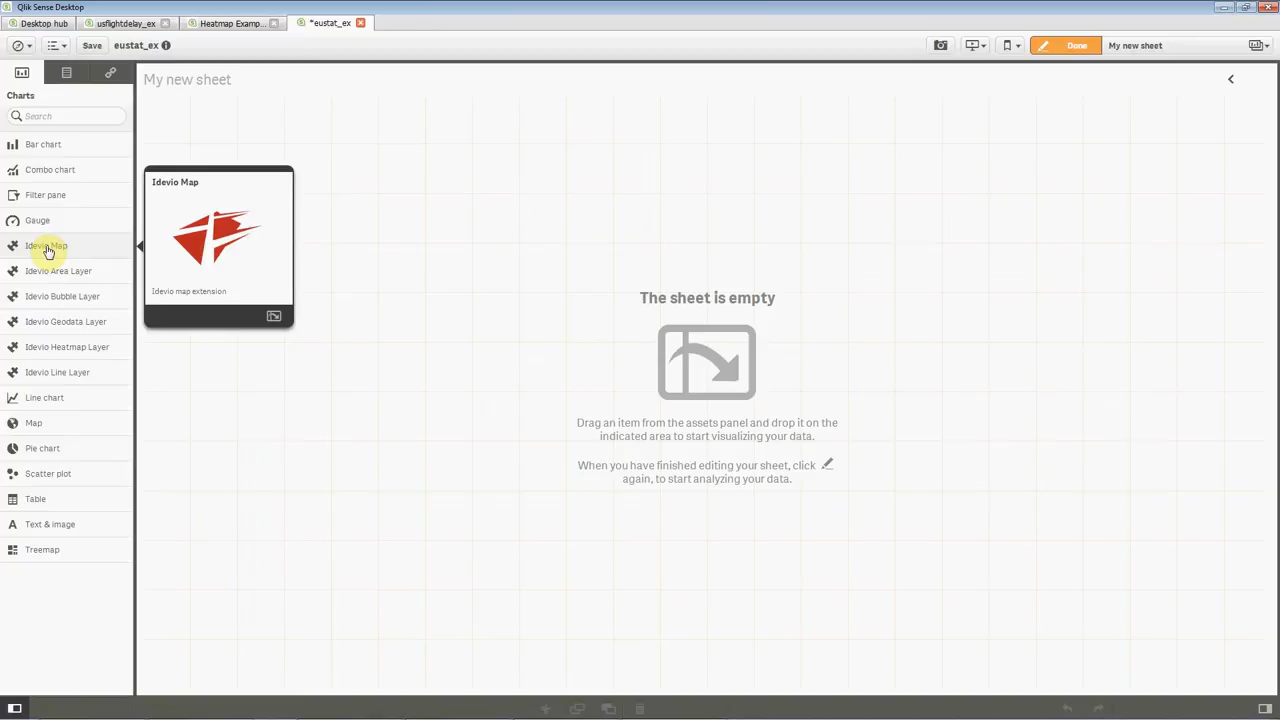 Qlik Sense Desktop
Desktop hub
usflightdelay_ex
Heatmap Examp...
*eustat_ex
Save
eustat_ex
Done
My new sheet
Charts
My new sheet
Search
Bar chart
Combo chart
Filter pane
Gauge
Idevio Map
Idevio Area Layer
Idevio Bubble Layer
Idevio Geodata Layer
Idevio Heatmap Layer
Idevio Line Layer
Line chart
Map
Pie chart
Scatter plot
Table
Text & image
Treemap
Idevio Map
Idevio map extension
The sheet is empty
Drag an item from the assets panel and drop it on the
indicated area to start visualizing your data.
When you have finished editing your sheet, click
again, to start analyzing your data.